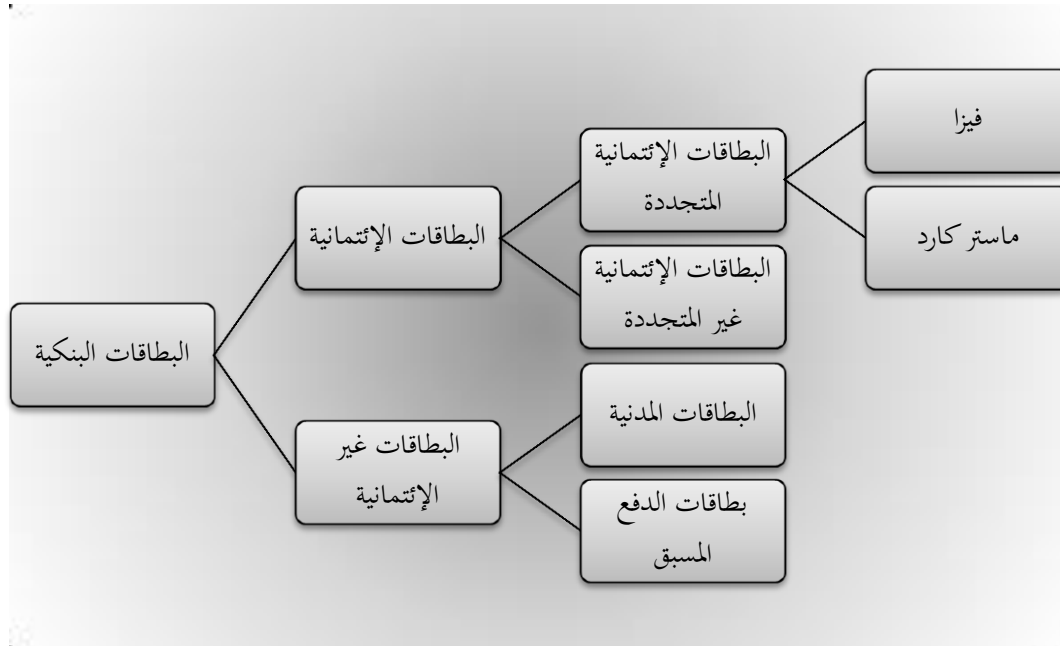 فيزا
البطاقات الإئتمانية
المتجددة
ماستر كارد
البطاقات الإئتمانية
البطاقات الإئتمانية
غير المتجددة
البطاقات البنكية
البطاقات المدنية
البطاقات غير
الإئتمانية
بطاقات الدفع
المسبق